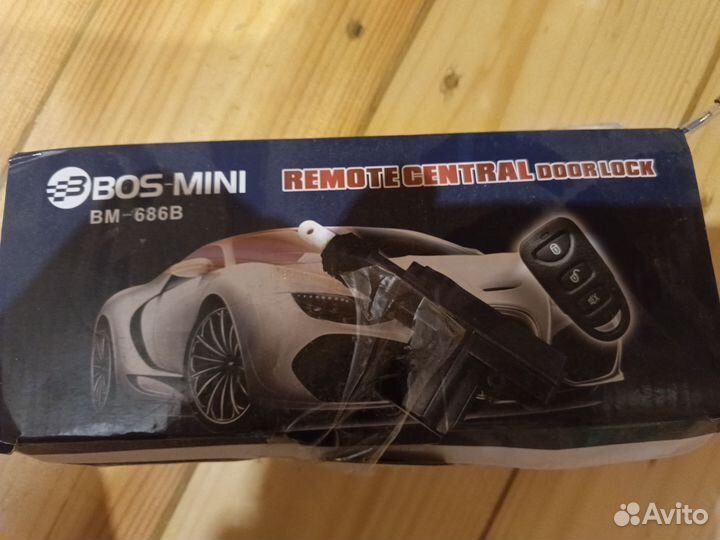 BOS-MINI
BM-686B
REMOTE CENTRAL DOOR LOCK
Avito